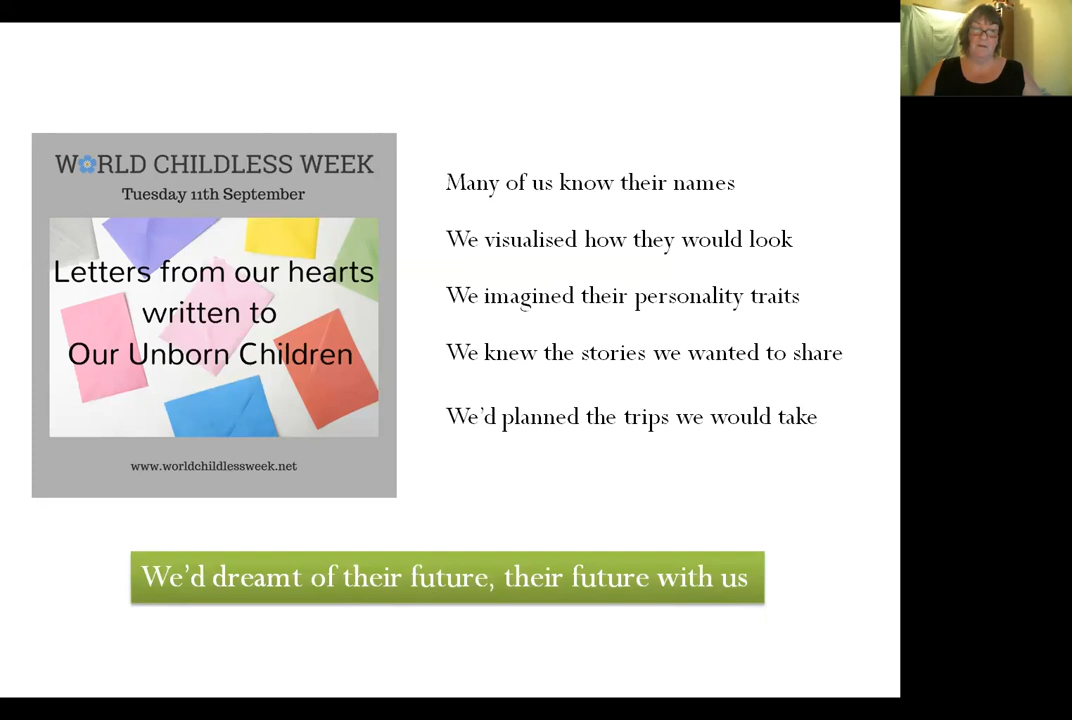 WORLD CHILDLESS WEEK
Tuesday 11th September
Letters from our hearts
written to
Our Unborn Children
www.worldchildlessweek.net
Many of us know their names
We visualised how they would look
We imagined their personality traits
We knew the stories we wanted to share
We’d planned the trips we would take
We’d dreamt of their future, their future with us